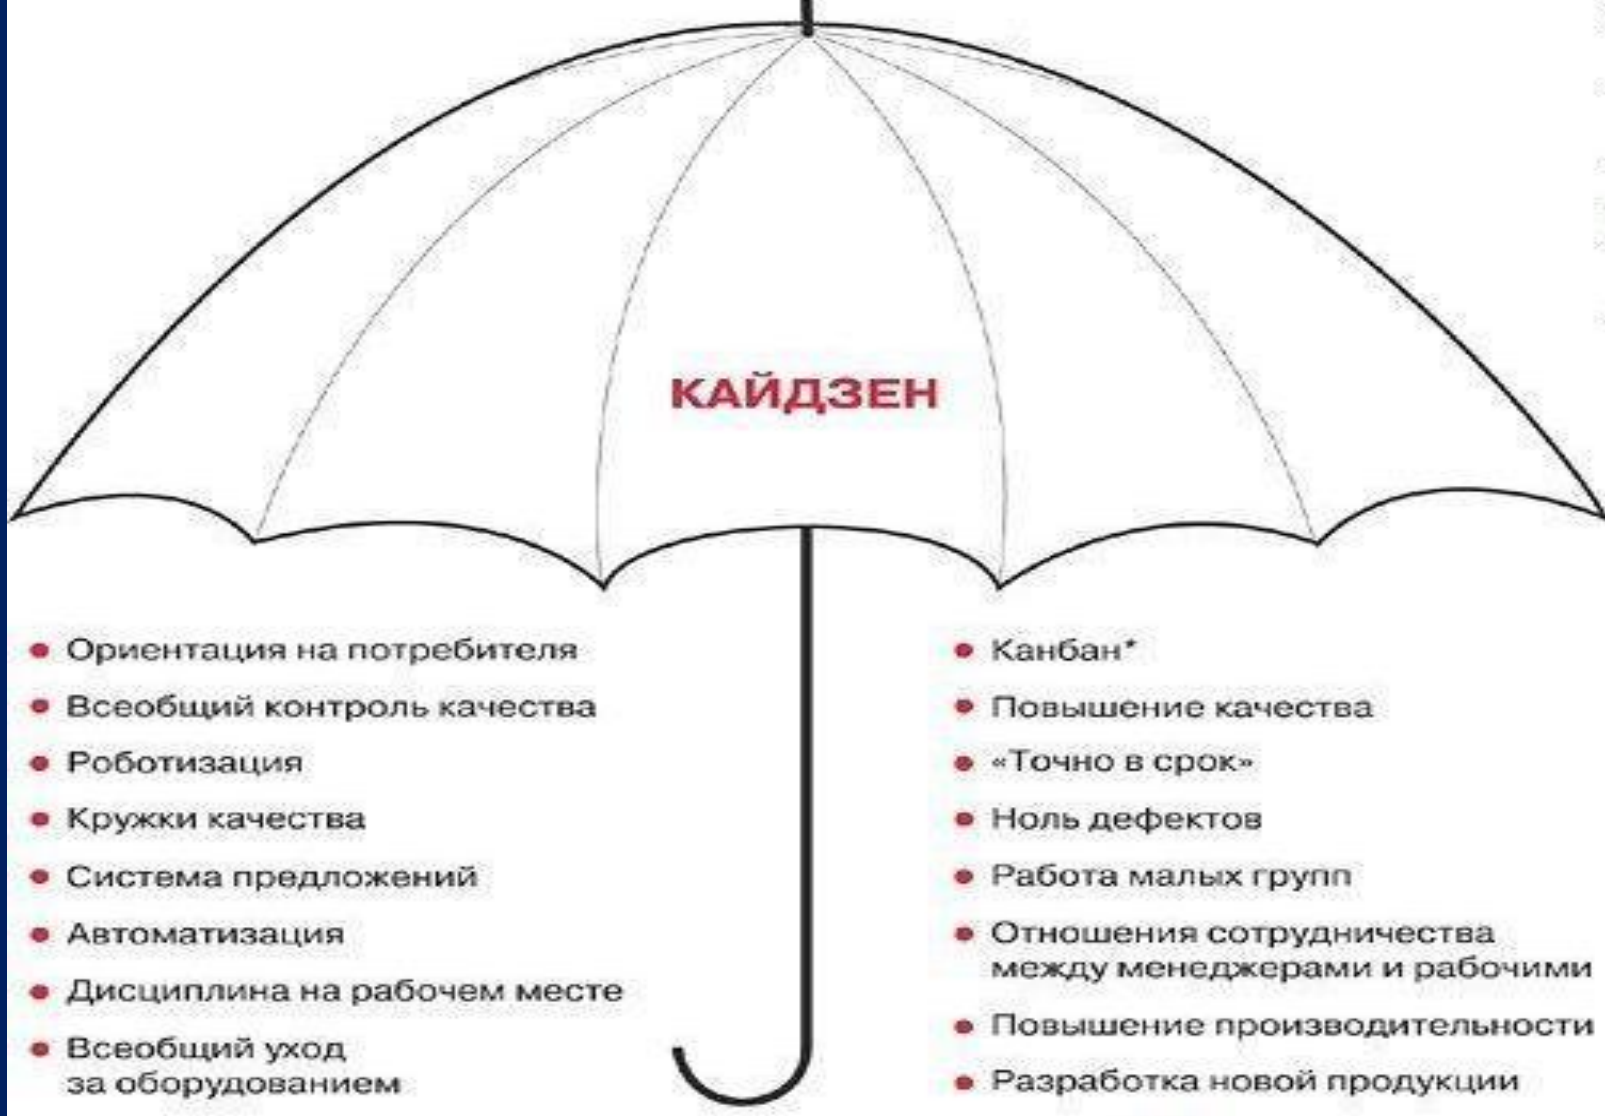 КАЙДЗЕН
Ориентация на потребителя
Всеобщий контроль качества
Роботизация
Кружки качества
Система предложений
Автоматизация
Дисциплина на рабочем месте
Всеобщий уход
за оборудованием
Канбан*
Повышение качества
«Точно в срок»
Ноль дефектов
Работа малых групп
Отношения сотрудничества
между менеджерами и рабочими
Повышение производительности
Разработка новой продукции